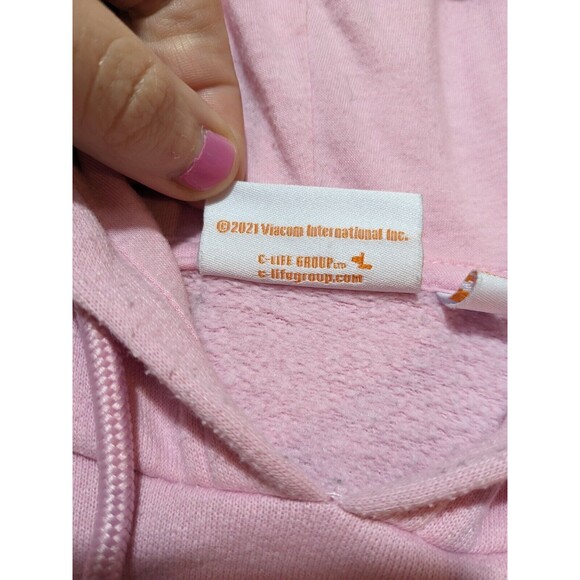 ©2021 Viacom International Inc.
C-LIFE GROUP LTD
c-lifegroup.com